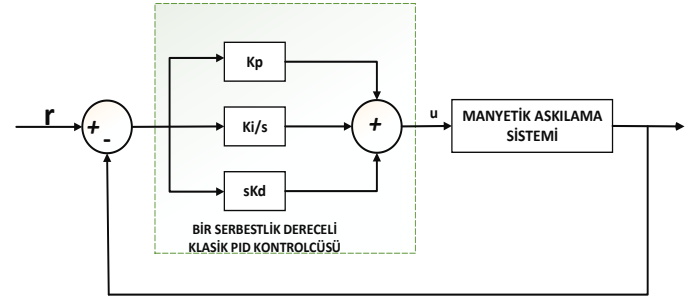 Kp
r
+
-
Ki/s
+
u
MANYETİK ASKILAMA
SİSTEMİ
sKd
BİR SERBESTLİK DERECELİ
KLASİK PID KONTROLCÜSÜ